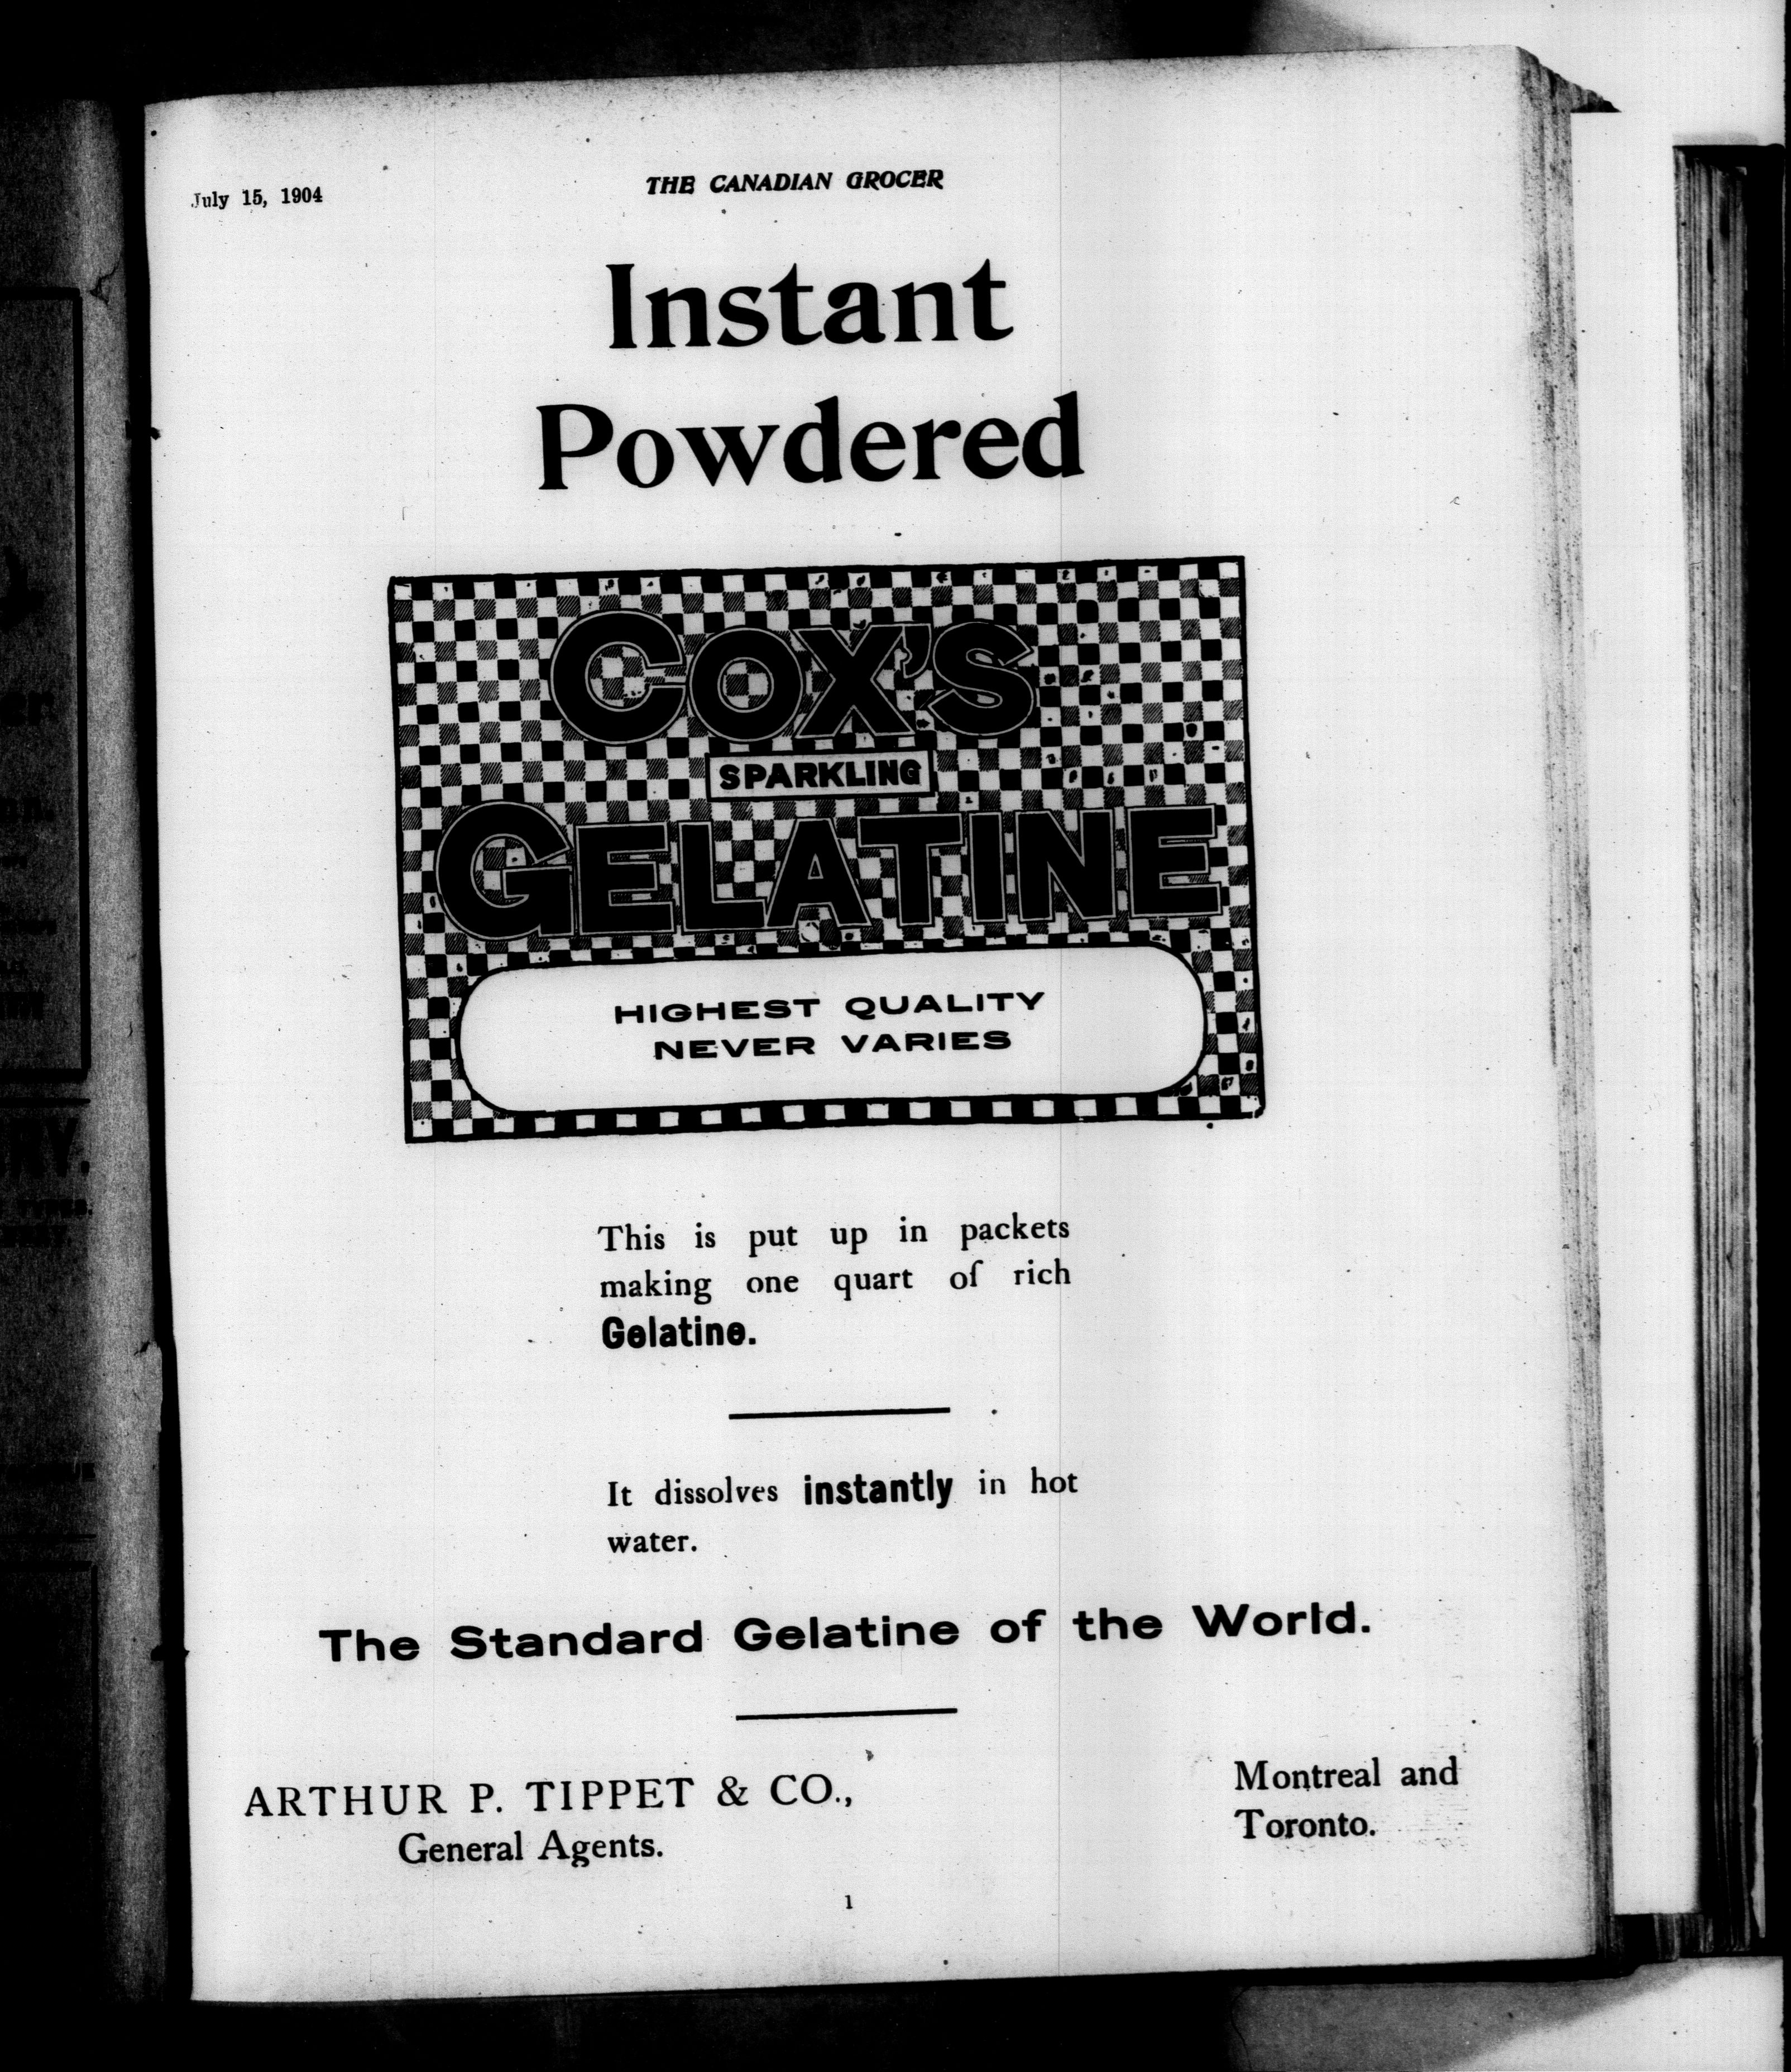 July 15, 1904
THE CANADIAN GROCER
Instant
Powdered
COX'S
SPARKLING
GELATINE
HIGHEST QUALITY
NEVER VARIES
This is put up in packets
making one quart of rich
Gelatine.
It dissolves instantly in hot
water.
The Standard Gelatine of the World.
ARTHUR P. TIPPET & CO.,
General Agents.
Montreal and
Toronto.
1